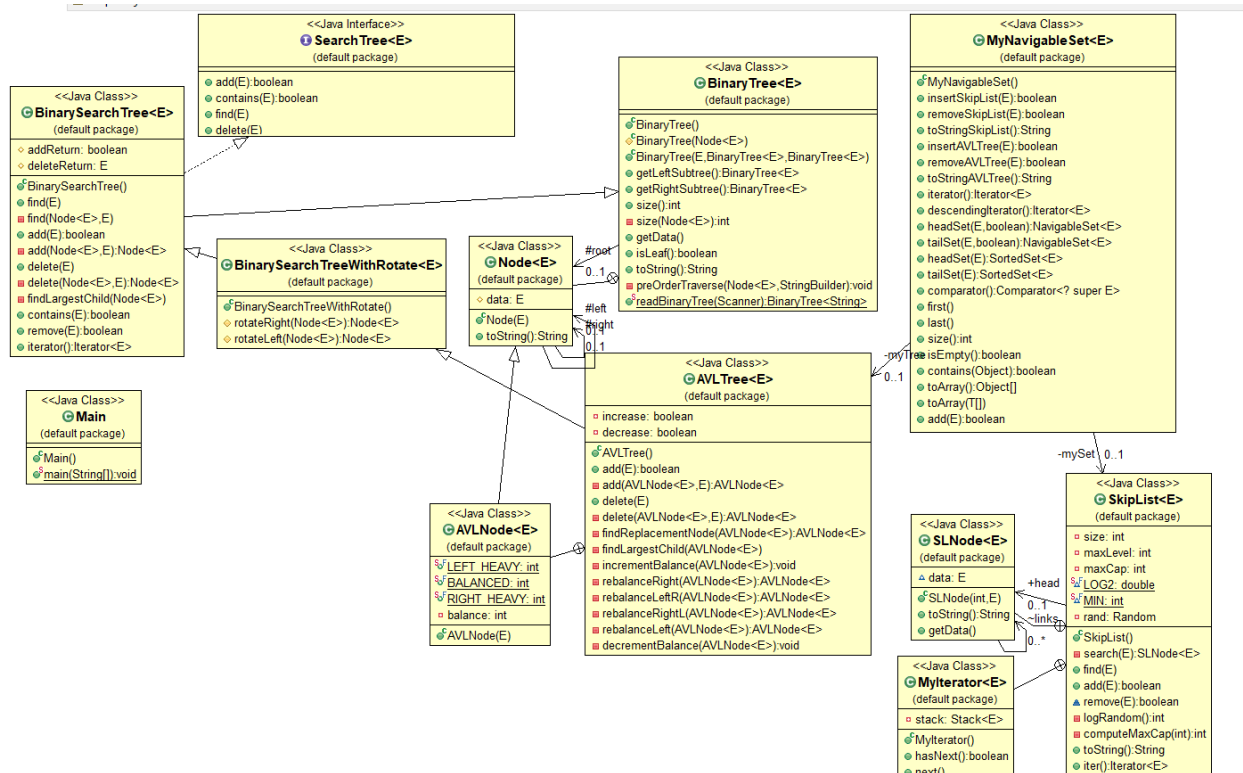 <<Java Interface>>
SearchTree<E>
(default package)
add(E):boolean
contains(E):boolean
find(E)
delete(E)
<<Java Class>>
BinarySearchTree<E>
(default package)
addReturn: boolean
deleteReturn: E
BinarySearchTree()
find(E)
find(Node<E>,E)
add(E):boolean
add(Node<E>,E):Node<E>
delete(E)
delete(Node<E>,E):Node<E>
findLargestChild(Node<E>)
contains(E):boolean
remove(E):boolean
iterator():Iterator<E>
<<Java Class>>
BinaryTree<E>
(default package)
BinaryTree()
BinaryTree(Node<E>)
BinaryTree(E,BinaryTree<E>,BinaryTree<E>)
getLeftSubtree():BinaryTree<E>
getRightSubtree():BinaryTree<E>
size():int
size(Node<E>):int
getData()
isLeaf():boolean
toString():String
preOrderTraverse(Node<E>,StringBuilder):void
readBinaryTree(Scanner):BinaryTree<String>
<<Java Class>>
MyNavigableSet<E>
(default package)
MyNavigableSet()
insertSkipList(E):boolean
removeSkipList(E):boolean
toStringSkipList():String
insertAVLTree(E):boolean
removeAVLTree(E):boolean
toStringAVLTree():String
iterator():Iterator<E>
descendingIterator():Iterator<E>
headSet(E,boolean):NavigableSet<E>
tailSet(E,boolean):NavigableSet<E>
headSet(E):SortedSet<E>
tailSet(E):SortedSet<E>
comparator():Comparator<? super E>
first()
last()
size():int
isEmpty():boolean
contains(Object):boolean
toArray():Object[]
toArray(T[])
add(E):boolean
<<Java Class>>
BinarySearchTreeWithRotate<E>
(default package)
BinarySearchTreeWithRotate()
rotateRight(Node<E>):Node<E>
rotateLeft(Node<E>):Node<E>
<<Java Class>>
Node<E>
(default package)
data: E
Node(E)
toString():String
#root
0..1
#left
#right
0..1
0..1
-myTree
0..1
<<Java Class>>
AVLTree<E>
(default package)
increase: boolean
decrease: boolean
AVLTree()
add(E):boolean
add(AVLNode<E>,E):AVLNode<E>
delete(E)
delete(AVLNode<E>,E):AVLNode<E>
findReplacementNode(AVLNode<E>):AVLNode<E>
findLargestChild(AVLNode<E>)
incrementBalance(AVLNode<E>):void
rebalanceRight(AVLNode<E>):AVLNode<E>
rebalanceLeftR(AVLNode<E>):AVLNode<E>
rebalanceRightL(AVLNode<E>):AVLNode<E>
rebalanceLeft(AVLNode<E>):AVLNode<E>
decrementBalance(AVLNode<E>):void
<<Java Class>>
Main
(default package)
Main()
main(String[]):void
<<Java Class>>
AVLNode<E>
(default package)
LEFT_HEAVY: int
BALANCED: int
RIGHT_HEAVY: int
balance: int
AVLNode(E)
-mySet
0..1
<<Java Class>>
SkipList<E>
(default package)
size: int
maxLevel: int
maxCap: int
LOG2: double
MIN: int
rand: Random
SkipList()
search(E):SLNode<E>
find(E)
add(E):boolean
remove(E):boolean
logRandom():int
computeMaxCap(int):int
toString():String
iter():Iterator<E>
<<Java Class>>
SLNode<E>
(default package)
data: E
SLNode(int,E)
toString():String
getData()
+head
0..1
~links
0..*
<<Java Class>>
MyIterator<E>
(default package)
stack: Stack<E>
MyIterator()
hasNext():boolean
next()